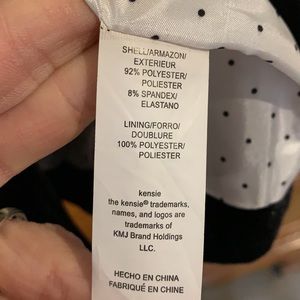 SHELL/ARMAZON/
EXTERIEUR
92% POLYESTER/
POLIESTER
8% SPANDEX/
ELASTANO
LINING/FORRO/
DOUBLURE
100% POLYESTER/
POLIESTER
kensie
the kensie® trademarks,
names, and logos are
trademarks of
KMJ Brand Holdings
LLC.
HECHO EN CHINA
FABRIQUÉ EN CHINE